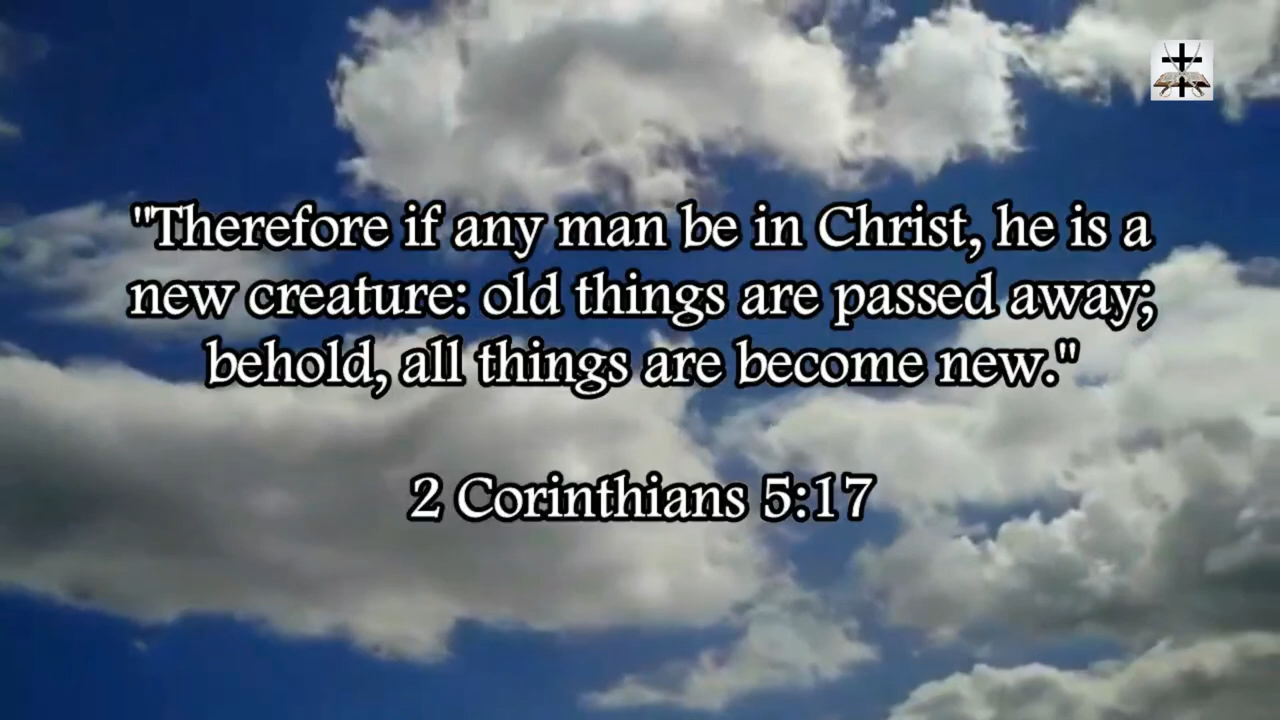 "Therefore if any man be in Christ, he is a
new creature: old things are passed away;
behold, all things are become new."
2 Corinthians 5:17